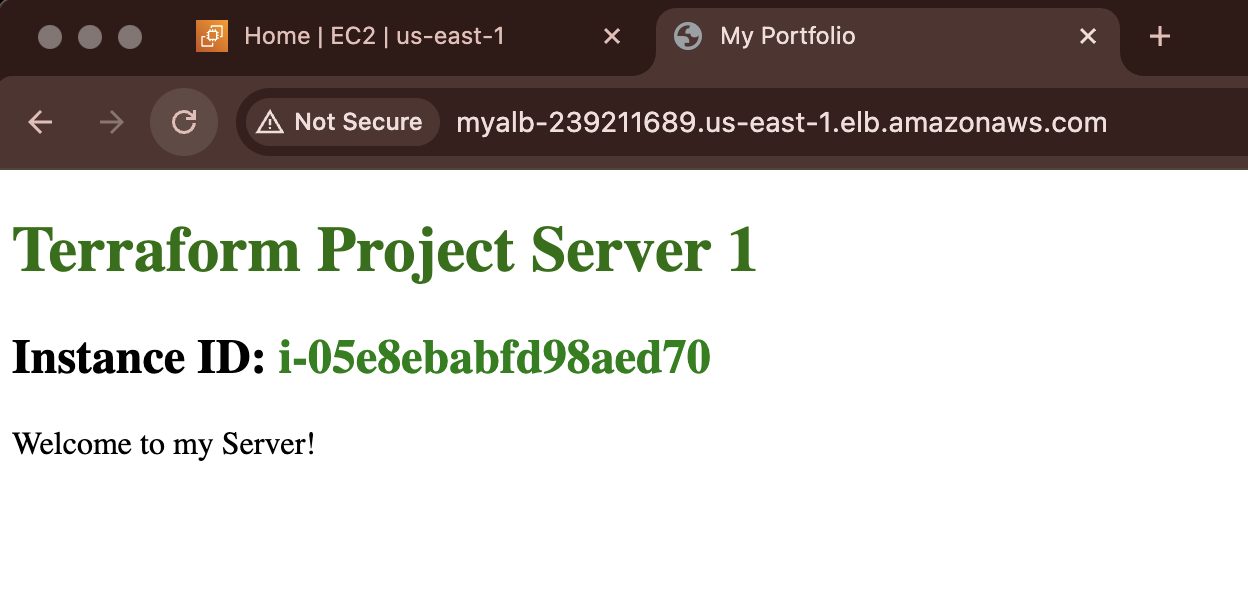 Home | EC2 | us-east-1
My Portfolio
Not Secure
myalb-239211689.us-east-1.elb.amazonaws.com
Terraform Project Server 1
Instance ID: i-05e8ebabfd98aed70
Welcome to my Server!